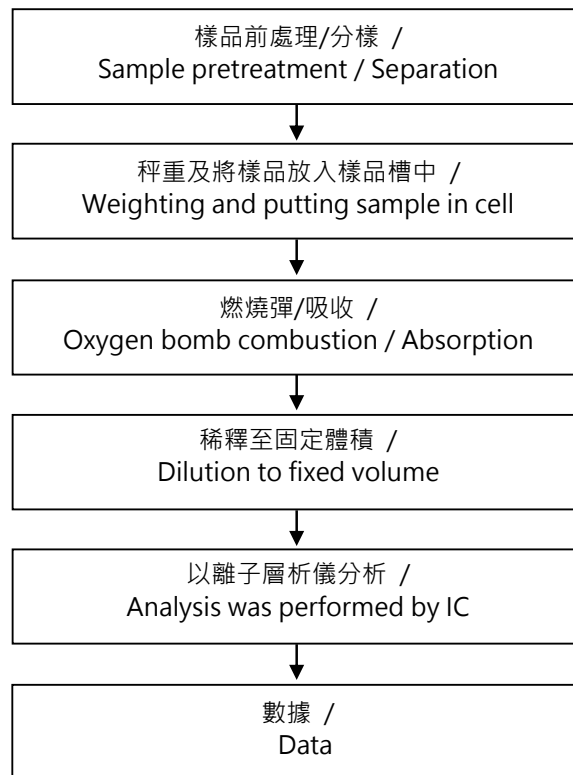 樣品前處理/分樣 /
Sample pretreatment / Separation
秤重及將樣品放入樣品槽中 /
Weighting and putting sample in cell
燃燒彈/吸收 /
Oxygen bomb combustion / Absorption
稀釋至固定體積 /
Dilution to fixed volume
以離子層析儀分析 /
Analysis was performed by IC
數據 /
Data